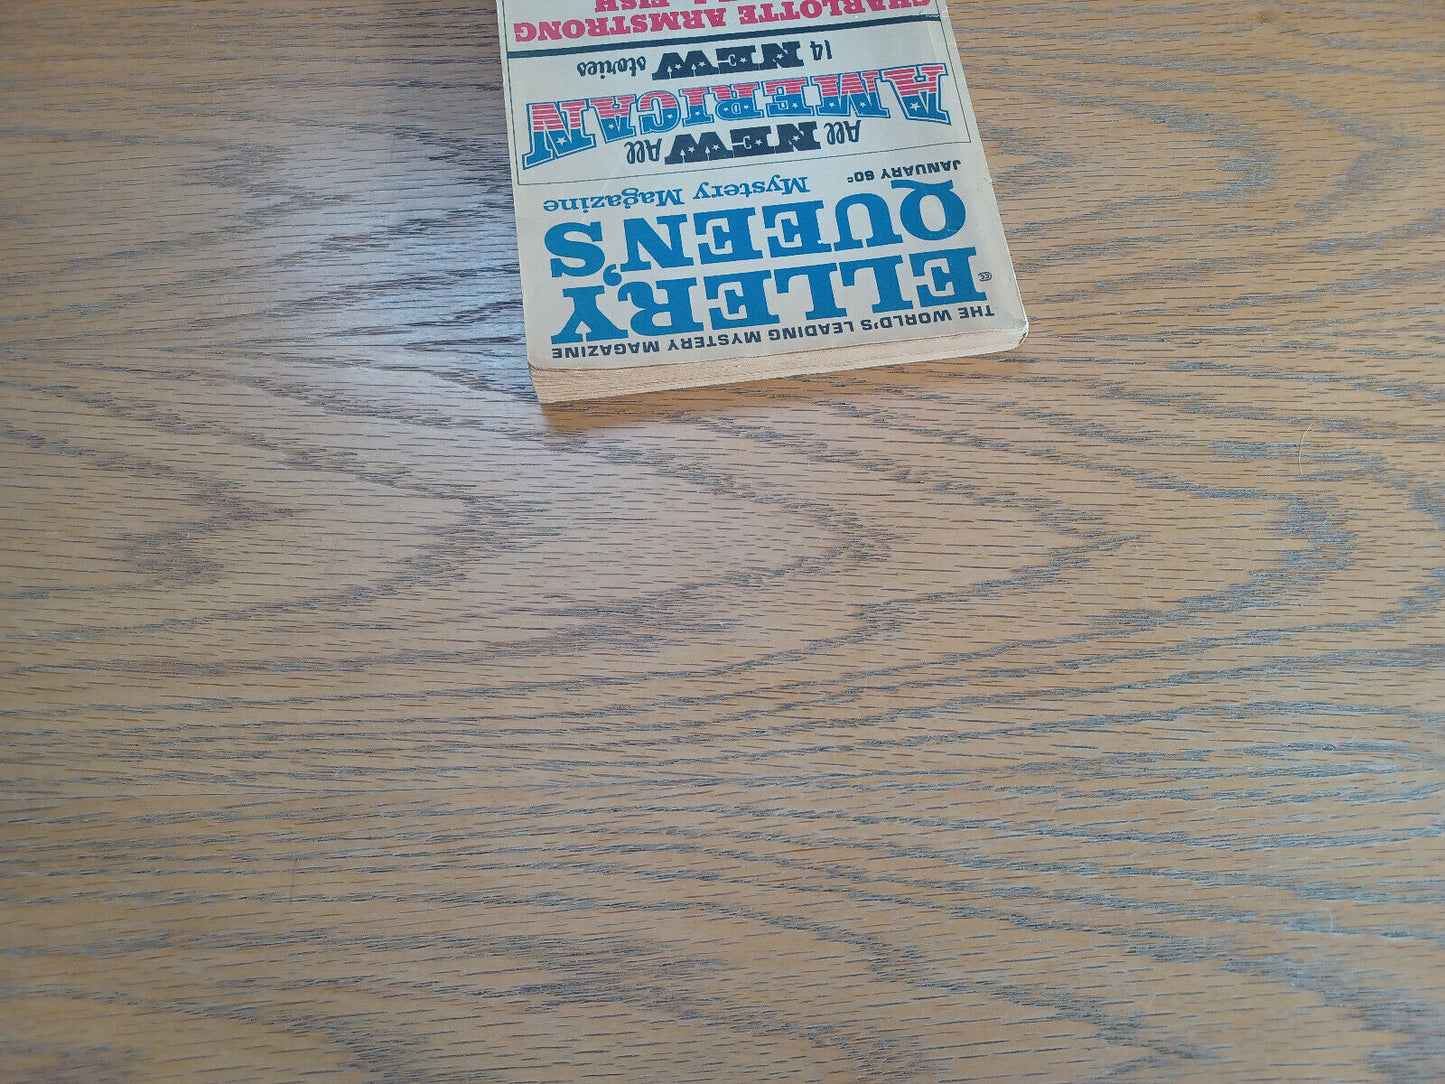 THE WORLD'S LEADING MYSTERY MAGAZINE
ELLERY
QUEEN'S
Mystery Magazine
JANUARY 60¢
All NEW All
AMERICAN
14 NEW stories
CHARLOTTE ARMSTRONG
FISH